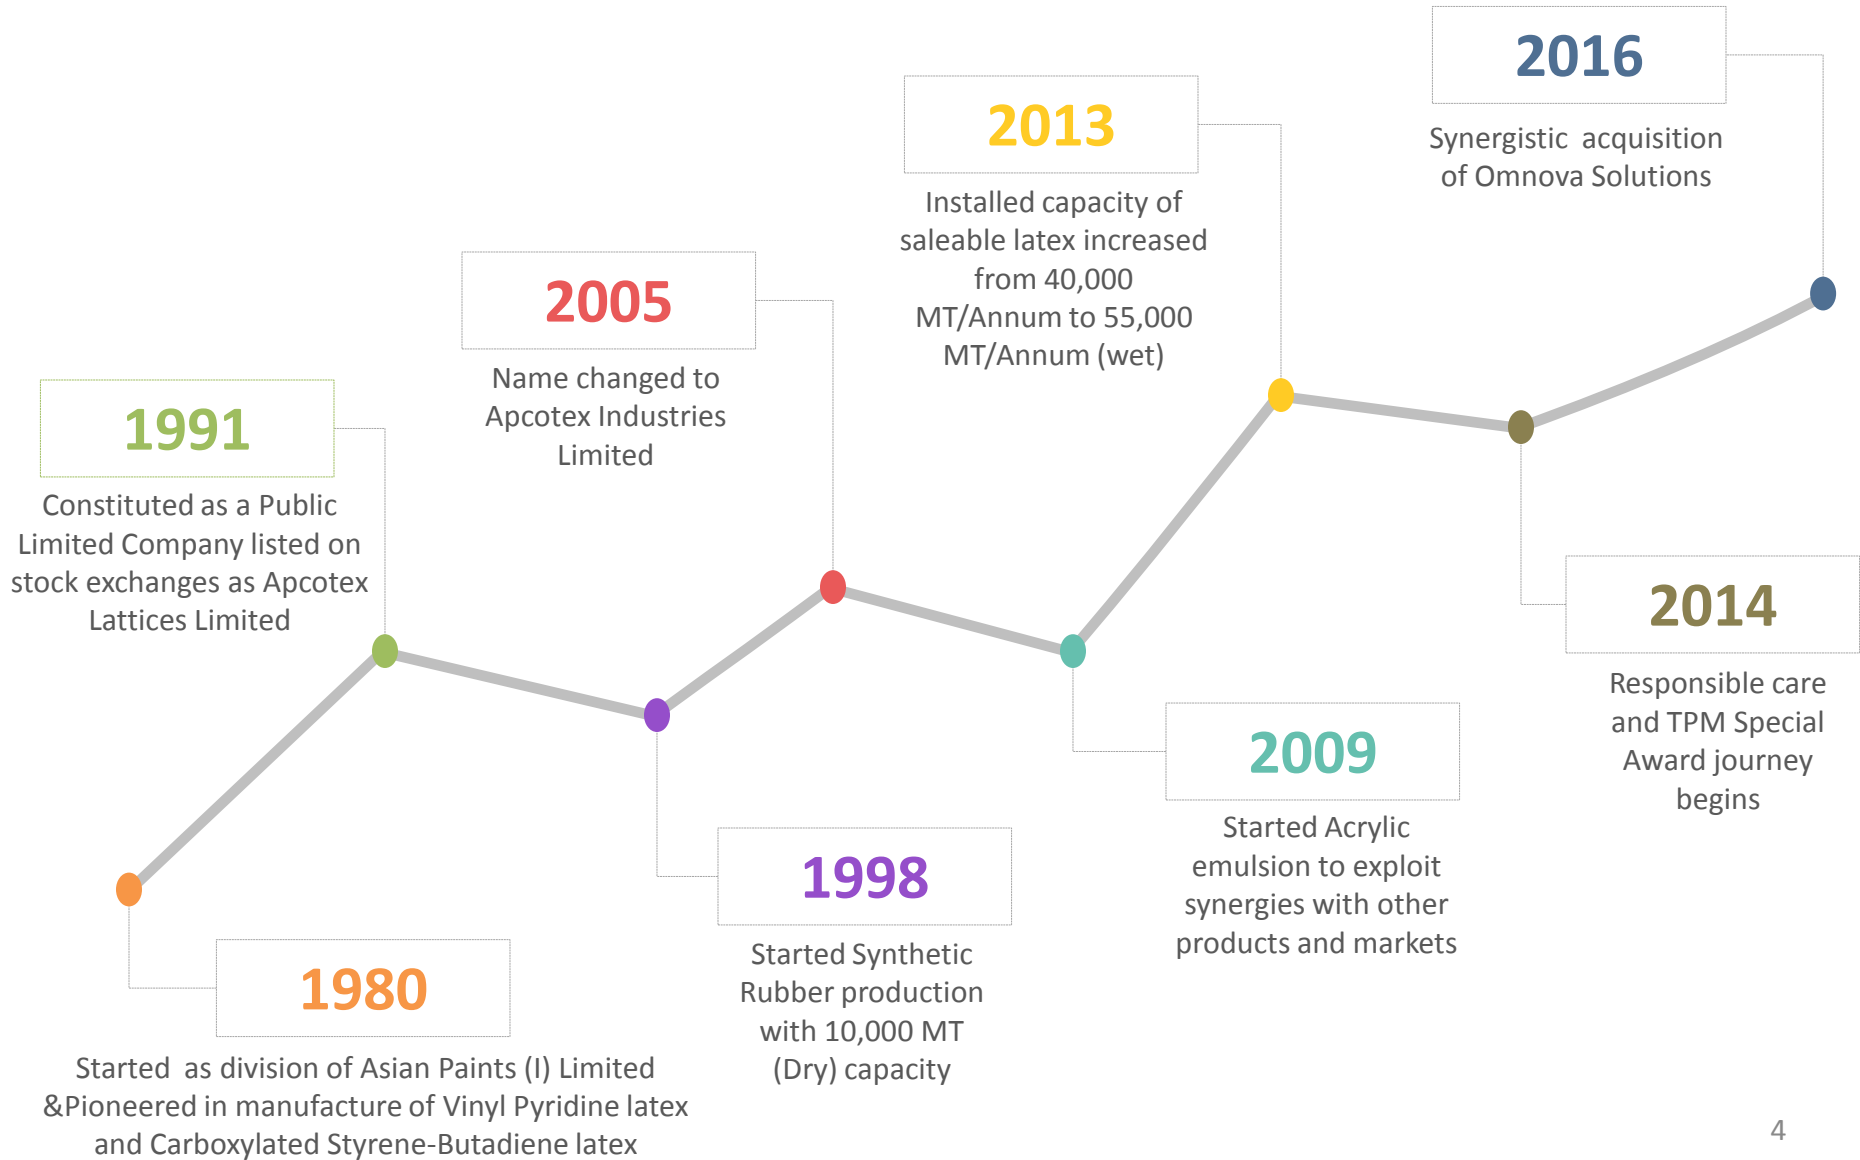 2016
Synergistic acquisition
of Omnova Solutions
2013
Installed capacity of
saleable latex increased
from 40,000
MT/Annum to 55,000
MT/Annum (wet)
2005
Name changed to
Apcotex Industries
Limited
1991
Constituted as a Public
Limited Company listed on
stock exchanges as Apcotex
Lattices Limited
2014
Responsible care
and TPM Special
Award journey
begins
2009
Started Acrylic
emulsion to exploit
synergies with other
products and markets
1998
Started Synthetic
Rubber production
with 10,000 MT
(Dry) capacity
1980
Started as division of Asian Paints (I) Limited
&Pioneered in manufacture of Vinyl Pyridine latex
and Carboxylated Styrene-Butadiene latex
4